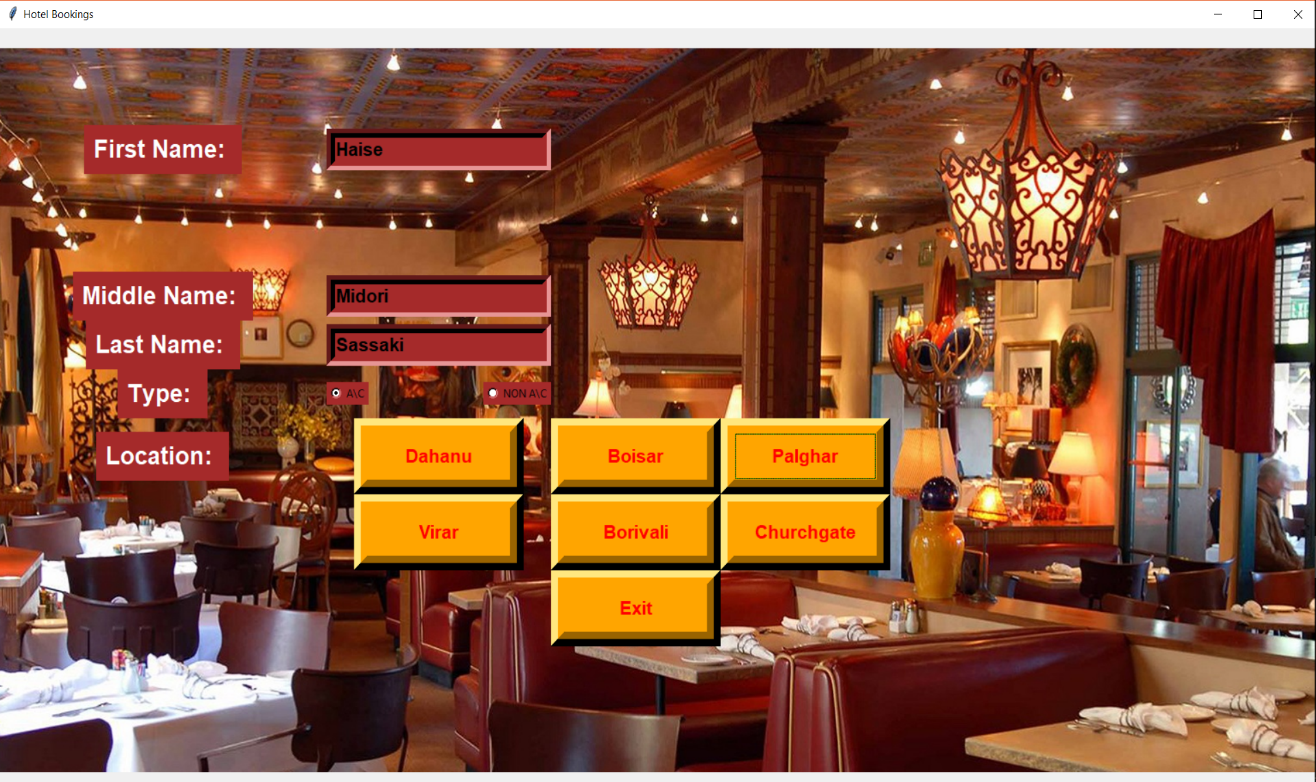 Hotel Bookings
First Name: Haise
Middle Name: Midori
Last Name: Sassaki
Type: A\C NON A\C
Location: Dahanu Boisar Palghar
Virar Borivali Churchgate
Exit